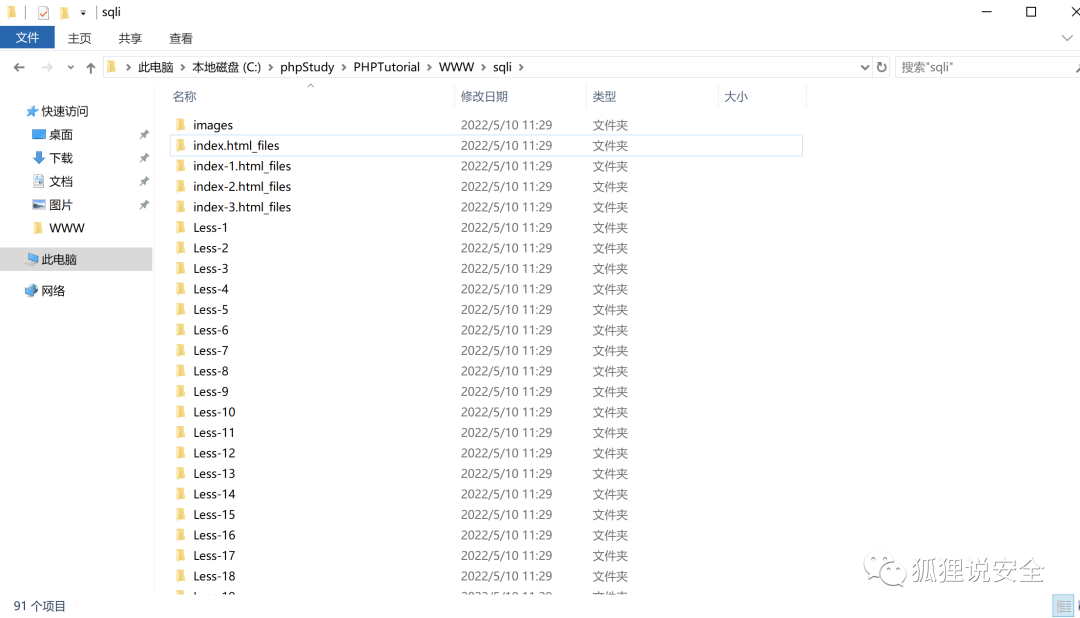 sqli
文件 主页 共享 查看
此电脑 本地磁盘 (C:) phpStudy PHPTutorial WWW sqli 搜索"sqli"
快速访问
桌面
下载
文档
图片
WWW
此电脑
网络
名称 修改日期 类型 大小
images 2022/5/10 11:29 文件夹
index.html_files 2022/5/10 11:29 文件夹
index-1.html_files 2022/5/10 11:29 文件夹
index-2.html_files 2022/5/10 11:29 文件夹
index-3.html_files 2022/5/10 11:29 文件夹
Less-1 2022/5/10 11:29 文件夹
Less-2 2022/5/10 11:29 文件夹
Less-3 2022/5/10 11:29 文件夹
Less-4 2022/5/10 11:29 文件夹
Less-5 2022/5/10 11:29 文件夹
Less-6 2022/5/10 11:29 文件夹
Less-7 2022/5/10 11:29 文件夹
Less-8 2022/5/10 11:29 文件夹
Less-9 2022/5/10 11:29 文件夹
Less-10 2022/5/10 11:29 文件夹
Less-11 2022/5/10 11:29 文件夹
Less-12 2022/5/10 11:29 文件夹
Less-13 2022/5/10 11:29 文件夹
Less-14 2022/5/10 11:29 文件夹
Less-15 2022/5/10 11:29 文件夹
Less-16 2022/5/10 11:29 文件夹
Less-17 2022/5/10 11:29 文件夹
Less-18 2022/5/10 11:29 文件夹
狐狸说安全
91 个项目